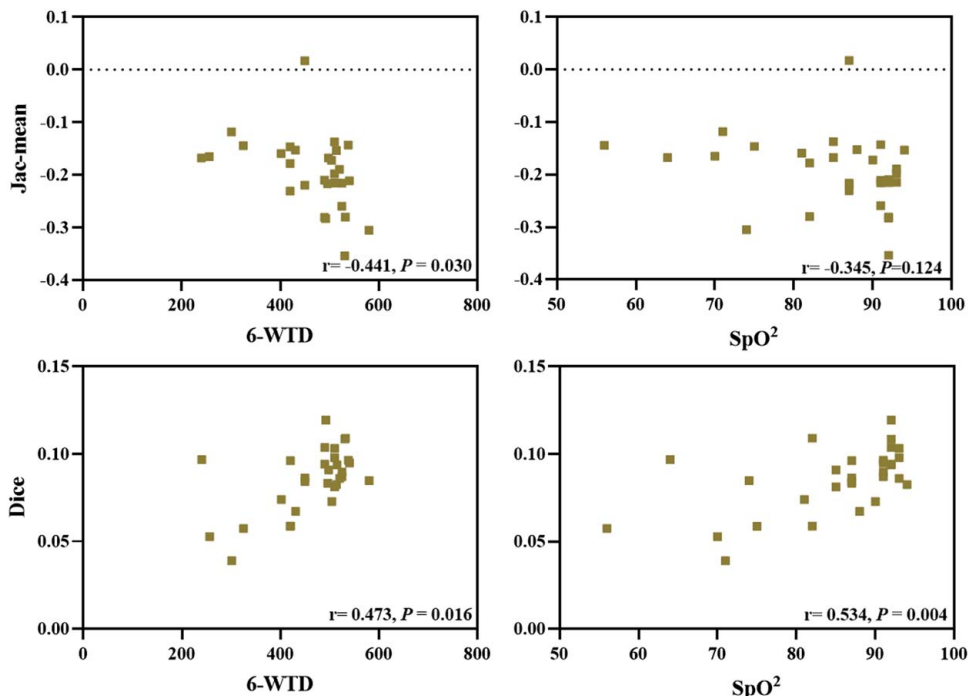 0.1
0.0
-0.1
-0.2
-0.3
-0.4
Jac-mean
0 200 400 600 800
6-WTD
r= -0.441, P = 0.030
0.1
0.0
-0.1
-0.2
-0.3
-0.4
50 60 70 80 90 100
SpO²
r= -0.345, P=0.124
0.15
0.10
0.05
0.00
Dice
0 200 400 600 800
6-WTD
r= 0.473, P = 0.016
0.15
0.10
0.05
0.00
50 60 70 80 90 100
SpO²
r= 0.534, P = 0.004